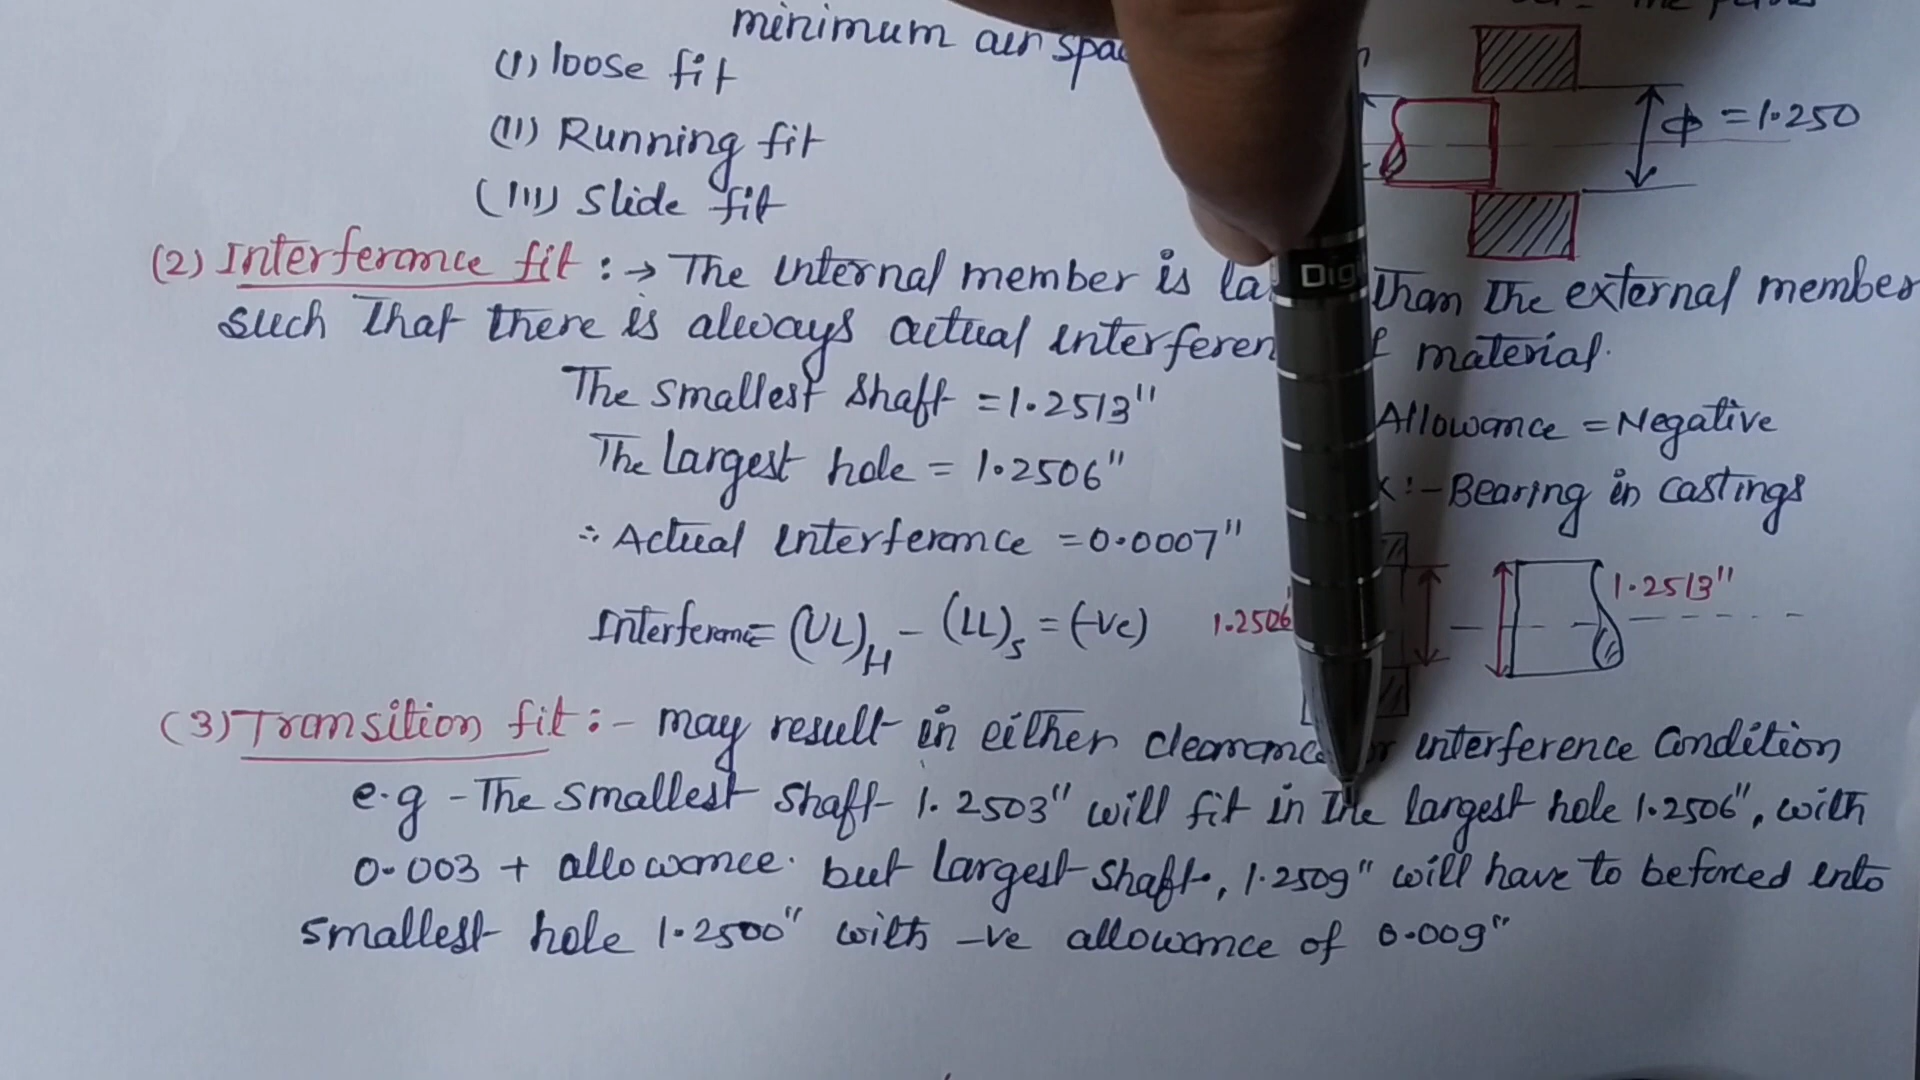 minimum air
(I) loose fit
(II) Running fit
(III) Slide fit
φ = 1.250
(2) Interference fit :→ The internal member is than the external member
such that there is always actual material.
The smallest shaft = 1.2513"
The Largest hole = 1.2506"
∴ Actual interference = 0.0007"
Interference = (UL)H - (LL)S = (-ve)
Allowance = Negative
:- Bearing in castings
1.2506
1.2513"
(3) Transition fit :- may result in either clearance interference Condition
e.g - The smallest shaft 1.2503" will fit in the largest hole 1.2506", with
0.003 + allowance. but Largest shaft, 1.2509" will have to be forced into
smallest hole 1.2500" with -ve allowance of 0.009"